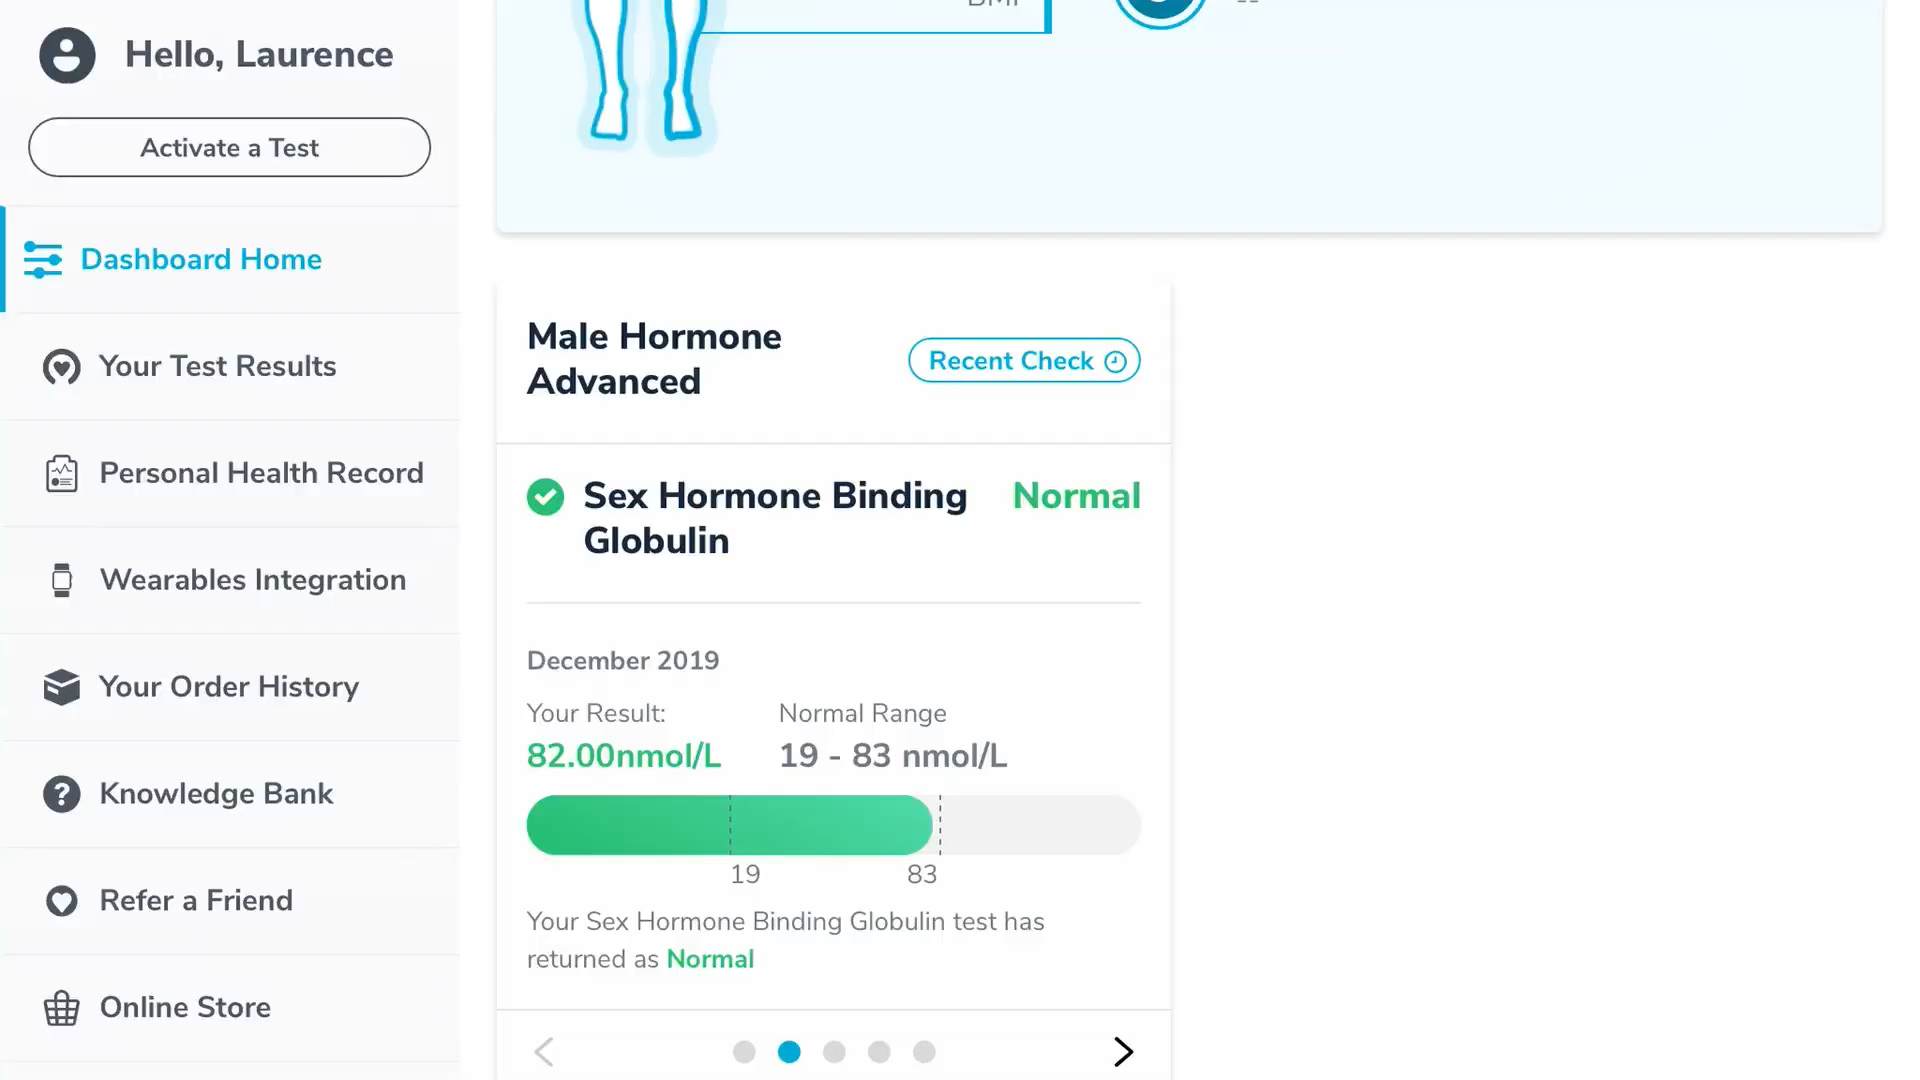 Hello, Laurence
Activate a Test
Dashboard Home
Your Test Results
Personal Health Record
Wearables Integration
Your Order History
Knowledge Bank
Refer a Friend
Online Store
BMI
--
Male Hormone
Advanced
Recent Check
Sex Hormone Binding
Globulin
Normal
December 2019
Your Result:
Normal Range
82.00nmol/L
19 - 83 nmol/L
19
83
Your Sex Hormone Binding Globulin test has
returned as Normal